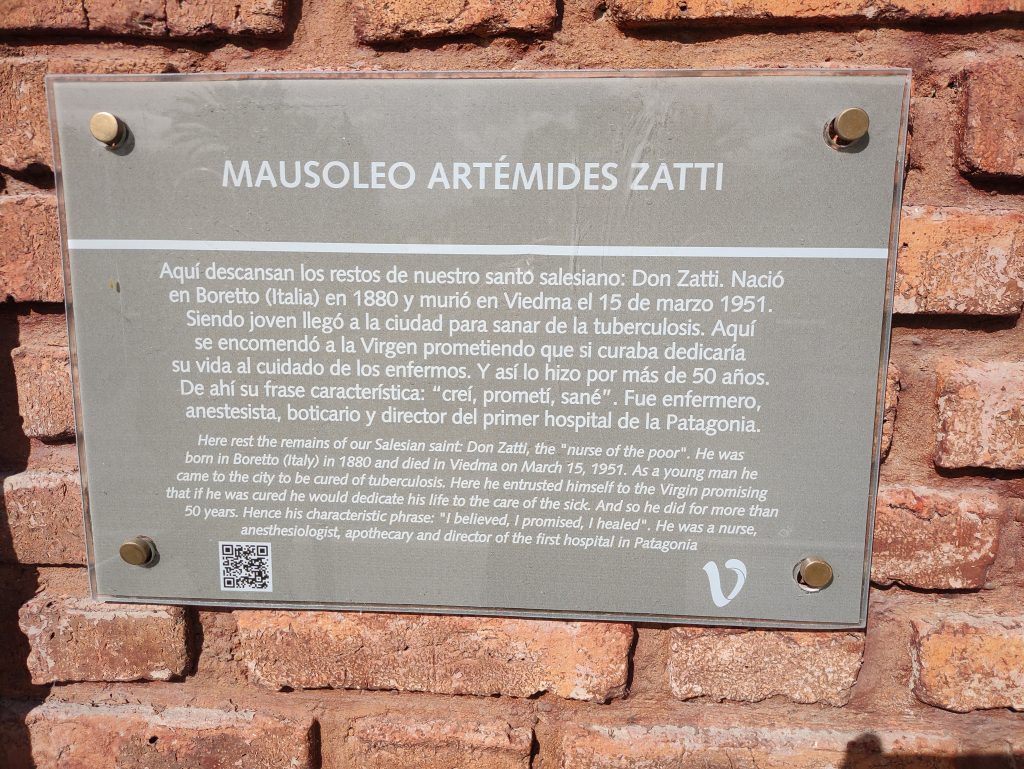 MAUSOLEO ARTÉMIDES ZATTI
Aquí descansan los restos de nuestro santo salesiano: Don Zatti. Nació
en Boretto (Italia) en 1880 y murió en Viedma el 15 de marzo 1951.
Siendo joven llegó a la ciudad para sanar de la tuberculosis. Aquí
se encomendó a la Virgen prometiendo que si curaba dedicaría
su vida al cuidado de los enfermos. Y así lo hizo por más de 50 años.
De ahí su frase característica: “creí, prometí, sané”. Fue enfermero,
anestesista, boticario y director del primer hospital de la Patagonia.
Here rest the remains of our Salesian saint: Don Zatti, the "nurse of the poor". He was
born in Boretto (Italy) in 1880 and died in Viedma on March 15, 1951. As a young man he
came to the city to be cured of tuberculosis. Here he entrusted himself to the Virgin promising
that if he was cured he would dedicate his life to the care of the sick. And so he did for more than
50 years. Hence his characteristic phrase: "I believed, I promised, I healed". He was a nurse,
anesthesiologist, apothecary and director of the first hospital in Patagonia